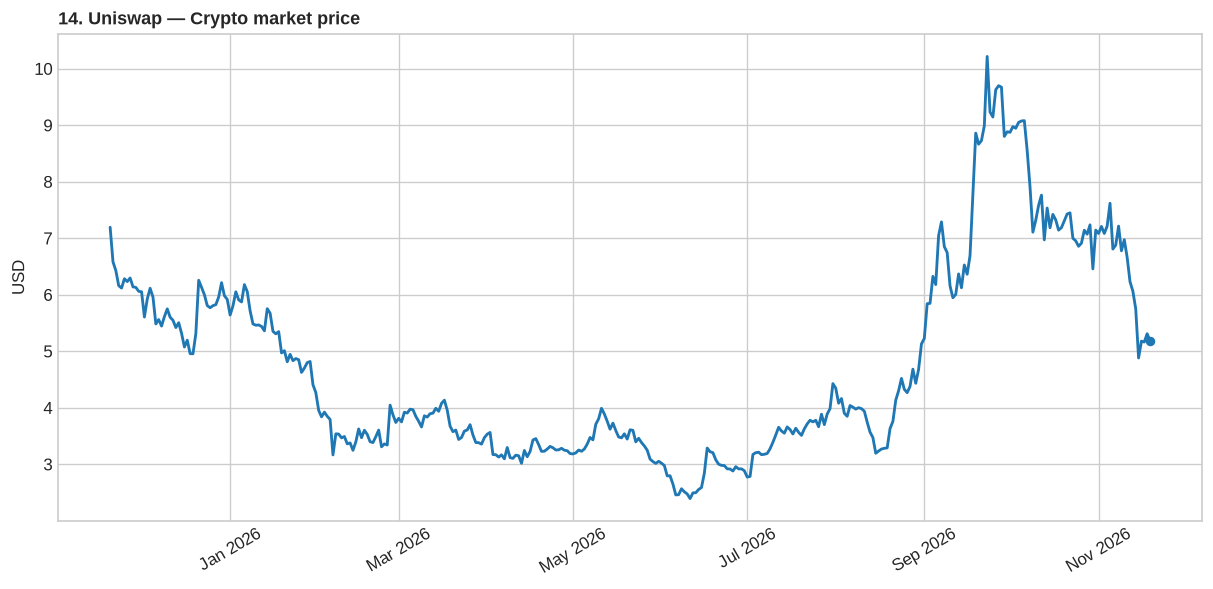 14. Uniswap — Crypto market price
USD
10
9
8
7
6
5
4
3
Jan 2026
Mar 2026
May 2026
Jul 2026
Sep 2026
Nov 2026